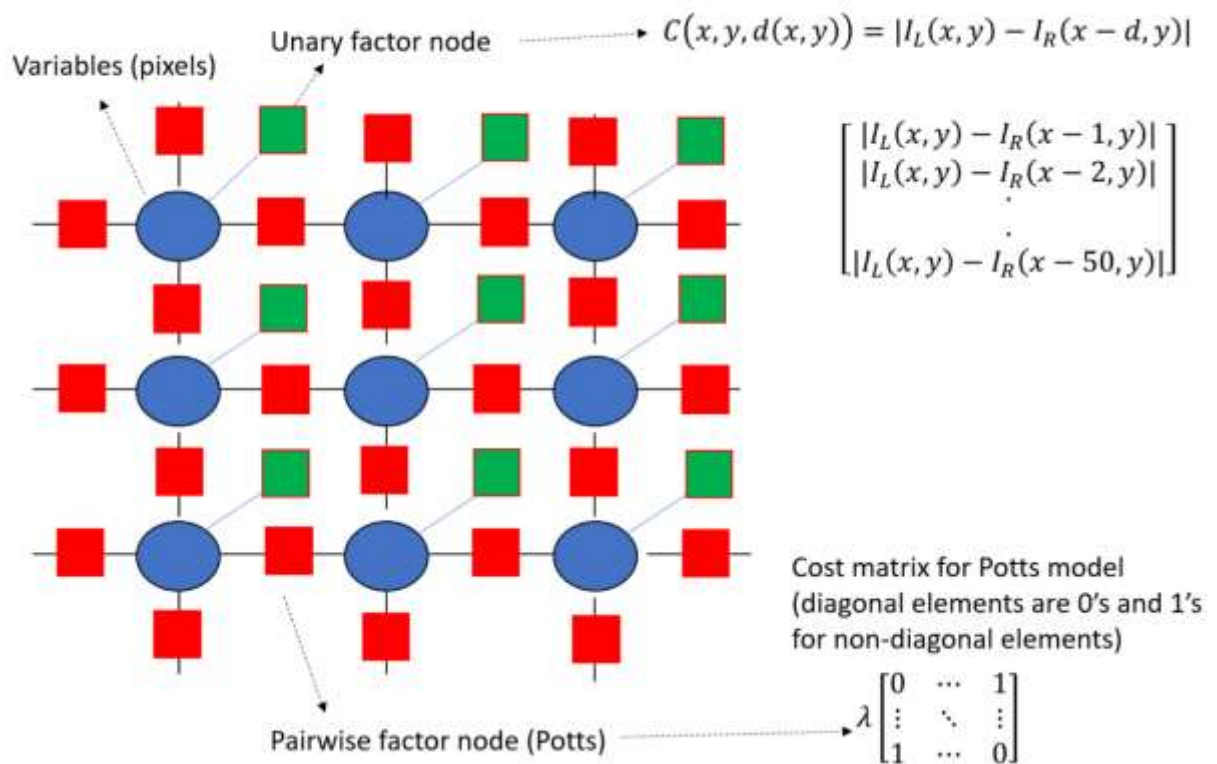 Unary factor node
C(x, y, d(x, y)) = |I_L(x, y) − I_R(x − d, y)|
Variables (pixels)
|I_L(x, y) − I_R(x − 1, y)|
|I_L(x, y) − I_R(x − 2, y)|
.
.
|I_L(x, y) − I_R(x − 50, y)|
Cost matrix for Potts model
(diagonal elements are 0's and 1's
for non-diagonal elements)
Pairwise factor node (Potts)
0 ⋯ 1
λ ⋮ ⋱ ⋮
1 ⋯ 0